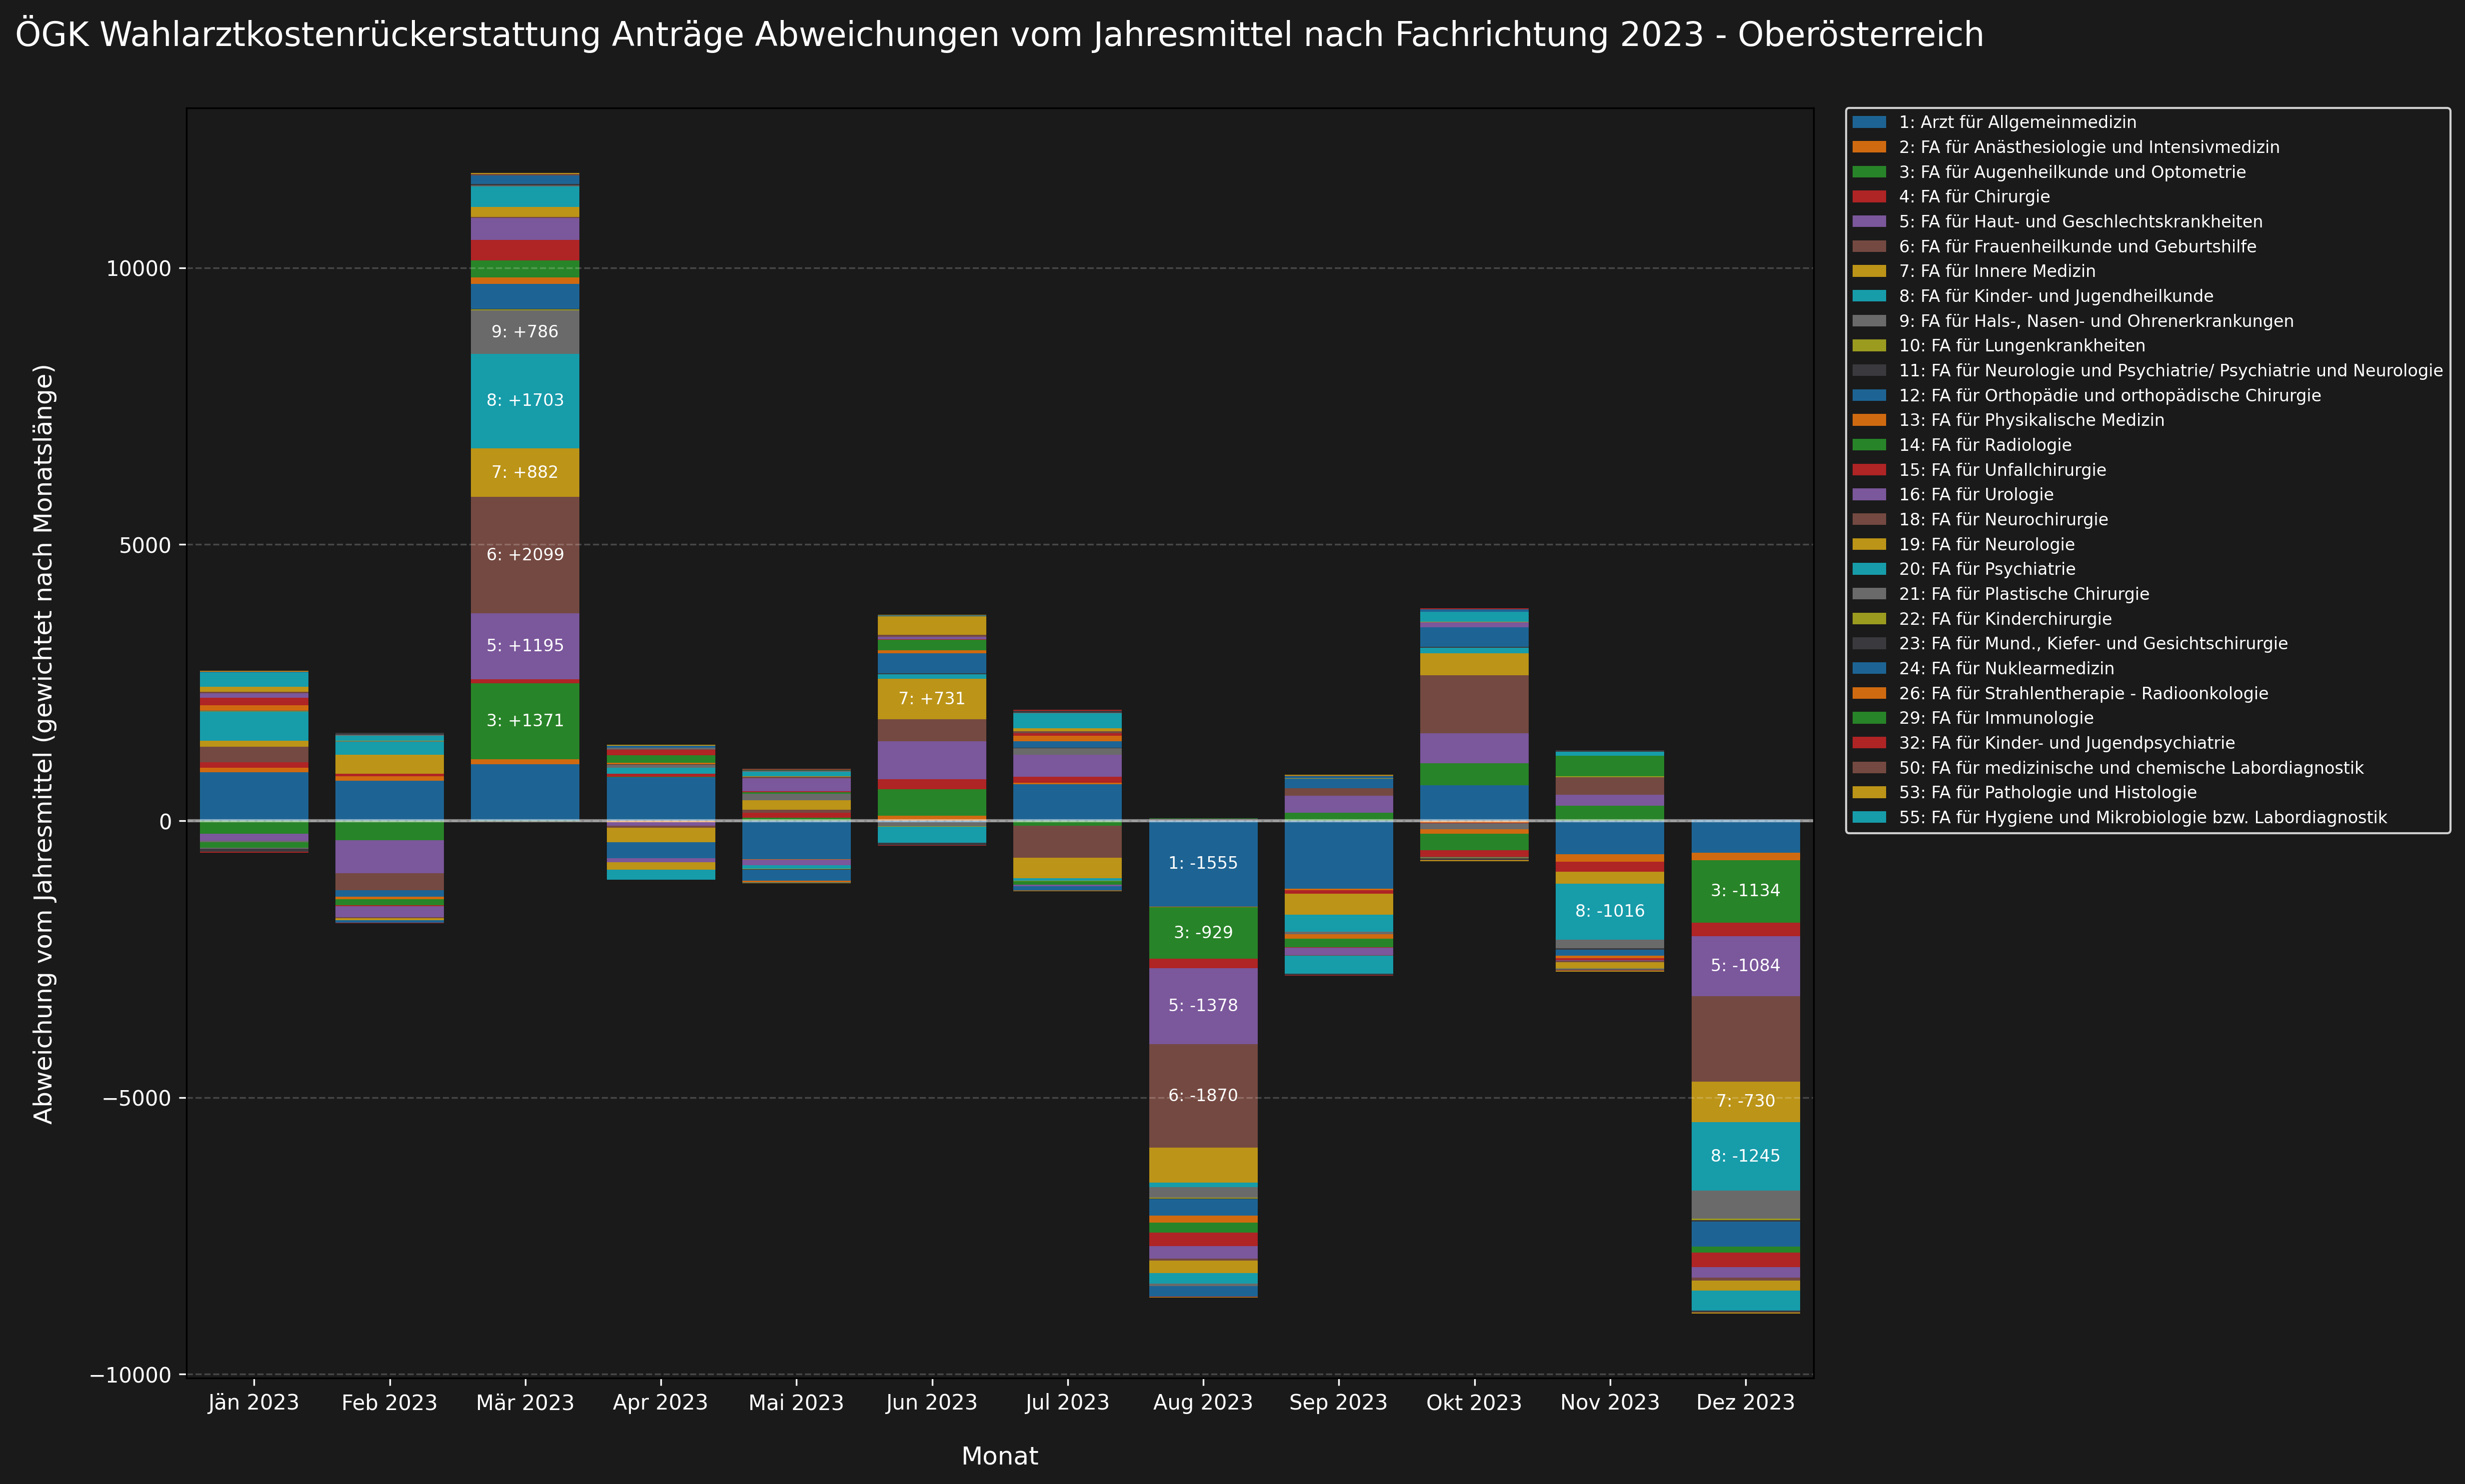 ÖGK Wahlarztkostenrückerstattung Anträge Abweichungen vom Jahresmittel nach Fachrichtung 2023 - Oberösterreich
Abweichung vom Jahresmittel (gewichtet nach Monatslänge)
10000
5000
0
−5000
−10000
9: +786
8: +1703
7: +882
6: +2099
5: +1195
3: +1371
7: +731
1: -1555
3: -929
5: -1378
6: -1870
8: -1016
3: -1134
5: -1084
7: -730
8: -1245
Jän 2023
Feb 2023
Mär 2023
Apr 2023
Mai 2023
Jun 2023
Jul 2023
Aug 2023
Sep 2023
Okt 2023
Nov 2023
Dez 2023
Monat
1: Arzt für Allgemeinmedizin
2: FA für Anästhesiologie und Intensivmedizin
3: FA für Augenheilkunde und Optometrie
4: FA für Chirurgie
5: FA für Haut- und Geschlechtskrankheiten
6: FA für Frauenheilkunde und Geburtshilfe
7: FA für Innere Medizin
8: FA für Kinder- und Jugendheilkunde
9: FA für Hals-, Nasen- und Ohrenerkrankungen
10: FA für Lungenkrankheiten
11: FA für Neurologie und Psychiatrie/ Psychiatrie und Neurologie
12: FA für Orthopädie und orthopädische Chirurgie
13: FA für Physikalische Medizin
14: FA für Radiologie
15: FA für Unfallchirurgie
16: FA für Urologie
18: FA für Neurochirurgie
19: FA für Neurologie
20: FA für Psychiatrie
21: FA für Plastische Chirurgie
22: FA für Kinderchirurgie
23: FA für Mund., Kiefer- und Gesichtschirurgie
24: FA für Nuklearmedizin
26: FA für Strahlentherapie - Radioonkologie
29: FA für Immunologie
32: FA für Kinder- und Jugendpsychiatrie
50: FA für medizinische und chemische Labordiagnostik
53: FA für Pathologie und Histologie
55: FA für Hygiene und Mikrobiologie bzw. Labordiagnostik